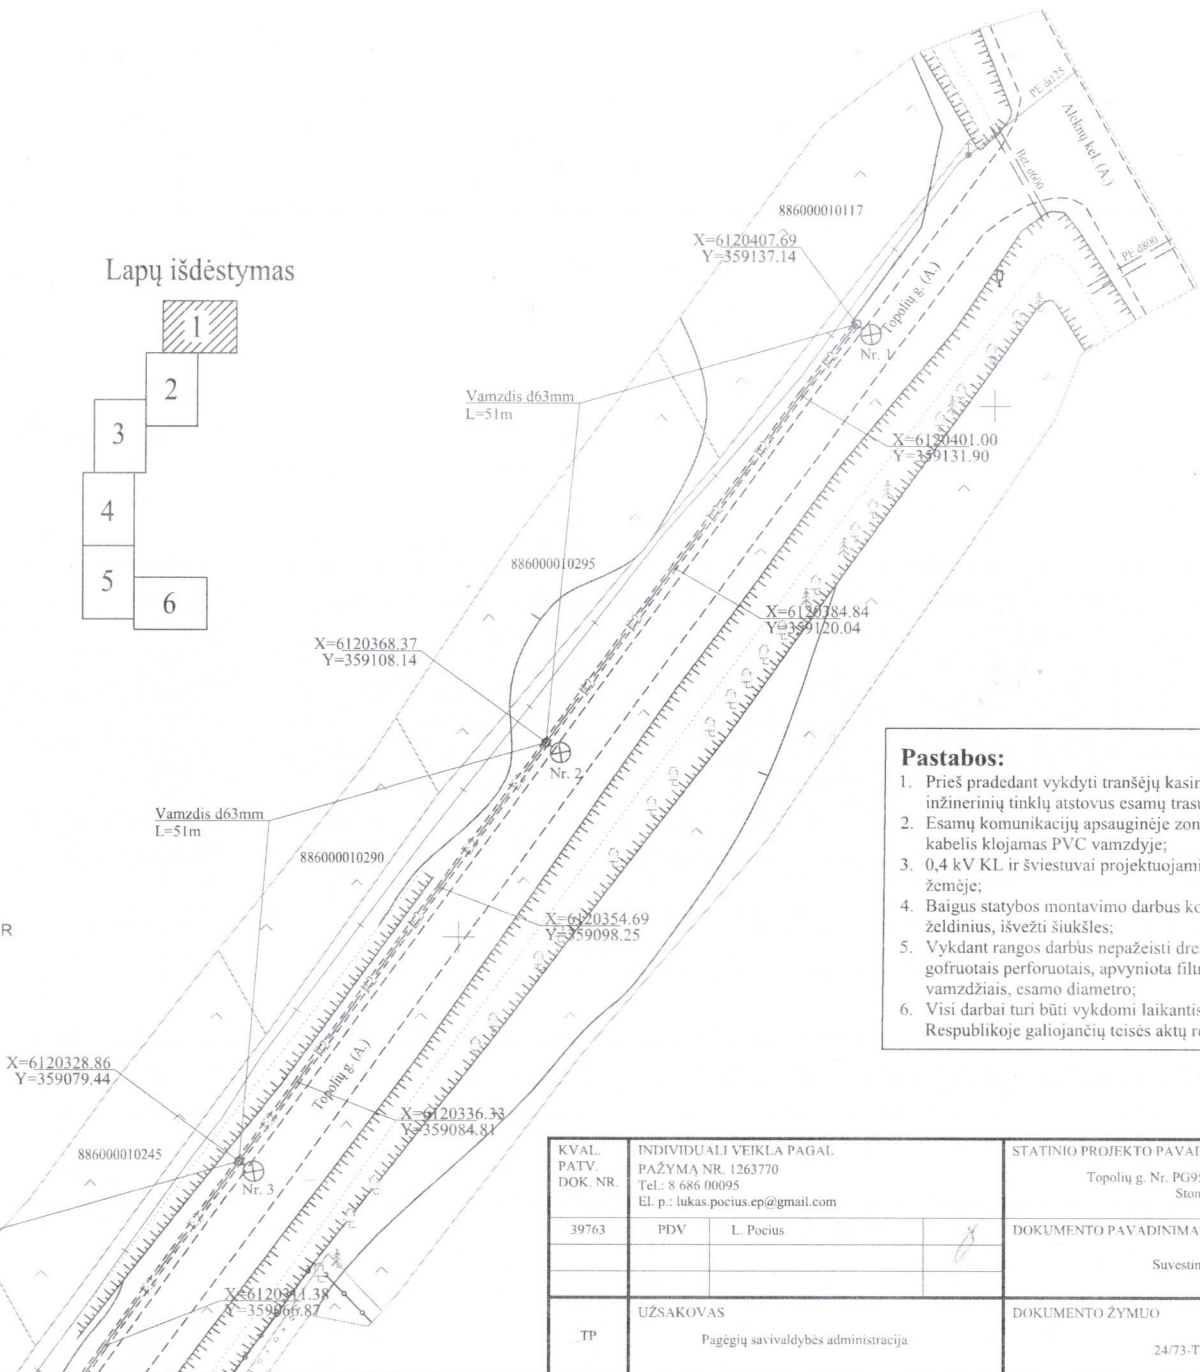 PE d125
Aleknų kel. (A.)
Bet. d600
PE d800
886000010117
X=6120407.69
Y=359137.14
Topolių g. (A.)
Nr. 1
Lapų išdėstymas
1
2
3
4
5
6
Vamzdis d63mm
L=51m
X=6120401.00
Y=359131.90
886000010295
X=6120384.84
Y=359120.04
X=6120368.37
Y=359108.14
Nr. 2
Vamzdis d63mm
L=51m
886000010290
X=6120354.69
Y=359098.25
R
X=6120328.86
Y=359079.44
Topolių g. (A.)
X=6120336.33
Y=359084.81
886000010245
Nr. 3
X=6120311.38
Y=359066.87
Pastabos:
1. Prieš pradedant vykdyti tranšėjų kasin
inžinerinių tinklų atstovus esamų trasu
2. Esamų komunikacijų apsauginėje zon
kabelis klojamas PVC vamzdyje;
3. 0,4 kV KL ir šviestuvai projektuojami
žemėje;
4. Baigus statybos montavimo darbus ko
želdinius, išvežti šiukšles;
5. Vykdant rangos darbus nepažeisti dre
gofruotais perforuotais, apvyniota filtr
vamzdžiais, esamo diametro;
6. Visi darbai turi būti vykdomi laikantis
Respublikoje galiojančių teisės aktų re
KVAL.
PATV.
DOK. NR.
INDIVIDUALI VEIKLA PAGAL
PAŽYMĄ NR. 1263770
Tel.: 8 686 00095
El. p.: lukas.pocius.ep@gmail.com
STATINIO PROJEKTO PAVAD
Topolių g. Nr. PG95
Ston
39763
PDV
L. Pocius
DOKUMENTO PAVADINIMA
Suvestin
TP
UŽSAKOVAS
Pagėgių savivaldybės administracija
DOKUMENTO ŽYMUO
24/73-T